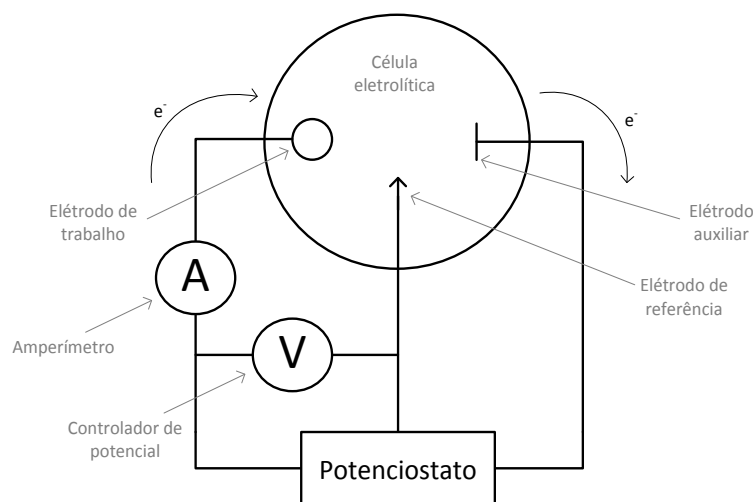 Célula
eletrolítica
e-
e-
Elétrodo de
trabalho
Elétrodo
auxiliar
A
Elétrodo de
referência
Amperímetro
V
Controlador de
potencial
Potenciostato